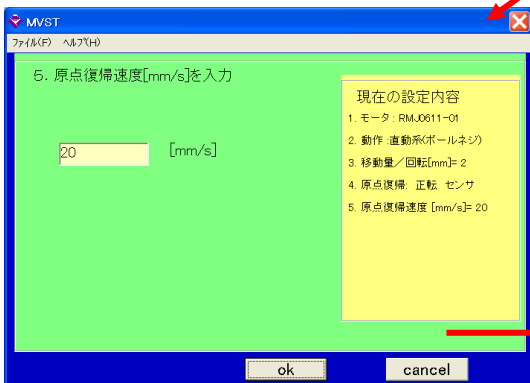 MVST
ファイル(F) ヘルプ(H)
5. 原点復帰速度[mm/s]を入力
20 [mm/s]
現在の設定内容
1. モータ : RMJ0611-01
2. 動作 :直動系(ボールネジ)
3. 移動量／回転[mm]= 2
4. 原点復帰: 正転 センサ
5. 原点復帰速度 [mm/s]= 20
ok cancel